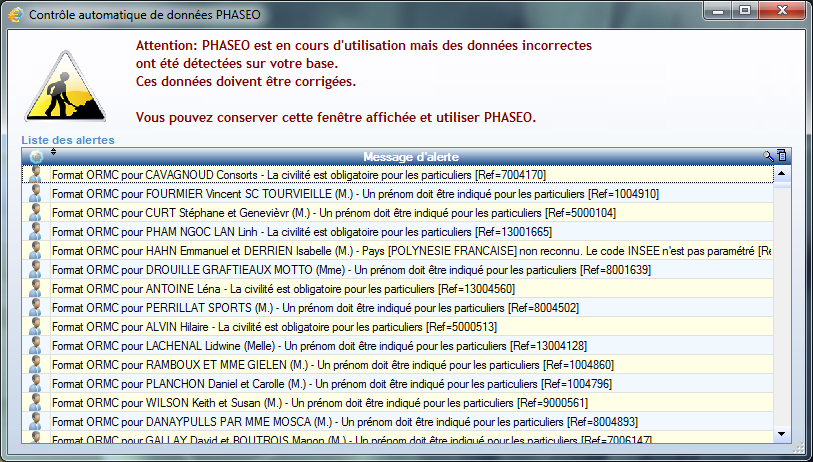 Contrôle automatique de données PHASEO
Attention: PHASEO est en cours d'utilisation mais des données incorrectes
ont été détectées sur votre base.
Ces données doivent être corrigées.
Vous pouvez conserver cette fenêtre affichée et utiliser PHASEO.
Liste des alertes
Message d'alerte
Format ORMC pour CAVAGNOUD Consorts - La civilité est obligatoire pour les particuliers [Ref=7004170]
Format ORMC pour FOURMIER Vincent SC TOURVIEILLE (M.) - Un prénom doit être indiqué pour les particuliers [Ref=1004910]
Format ORMC pour CURT Stéphane et Genevièvr (M.) - Un prénom doit être indiqué pour les particuliers [Ref=5000104]
Format ORMC pour PHAM NGOC LAN Linh - La civilité est obligatoire pour les particuliers [Ref=13001665]
Format ORMC pour HAHN Emmanuel et DERRIEN Isabelle (M.) - Pays [POLYNESIE FRANCAISE] non reconnu. Le code INSEE n'est pas paramétré [Re
Format ORMC pour DROUILLE GRAFTIEAUX MOTTO (Mme) - Un prénom doit être indiqué pour les particuliers [Ref=8001639]
Format ORMC pour ANTOINE Léna - La civilité est obligatoire pour les particuliers [Ref=13004560]
Format ORMC pour PERRILLAT SPORTS (M.) - Un prénom doit être indiqué pour les particuliers [Ref=8004502]
Format ORMC pour ALVIN Hilaire - La civilité est obligatoire pour les particuliers [Ref=5000513]
Format ORMC pour LACHENAL Lidwine (Melle) - Un prénom doit être indiqué pour les particuliers [Ref=13004128]
Format ORMC pour RAMBOUX ET MME GIELEN (M.) - Un prénom doit être indiqué pour les particuliers [Ref=1004860]
Format ORMC pour PLANCHON Daniel et Carolle (M.) - Un prénom doit être indiqué pour les particuliers [Ref=1004796]
Format ORMC pour WILSON Keith et Susan (M.) - Un prénom doit être indiqué pour les particuliers [Ref=9000561]
Format ORMC pour DANAYPULLS PAR MME MOSCA (M.) - Un prénom doit être indiqué pour les particuliers [Ref=8004893]
Format ORMC pour GALLAY David et BOUTROIS Manon (M.) - Un prénom doit être indiqué pour les particuliers [Ref=7006147]